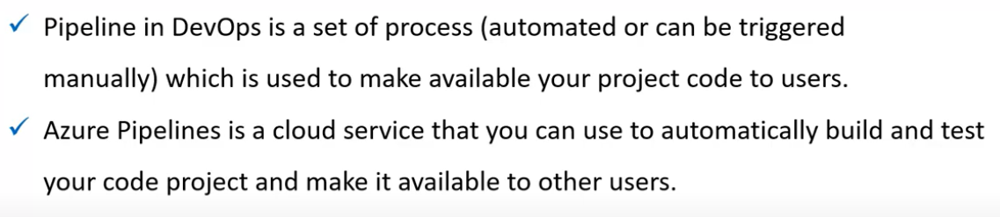 ✓ Pipeline in DevOps is a set of process (automated or can be triggered
manually) which is used to make available your project code to users.
✓ Azure Pipelines is a cloud service that you can use to automatically build and test
your code project and make it available to other users.